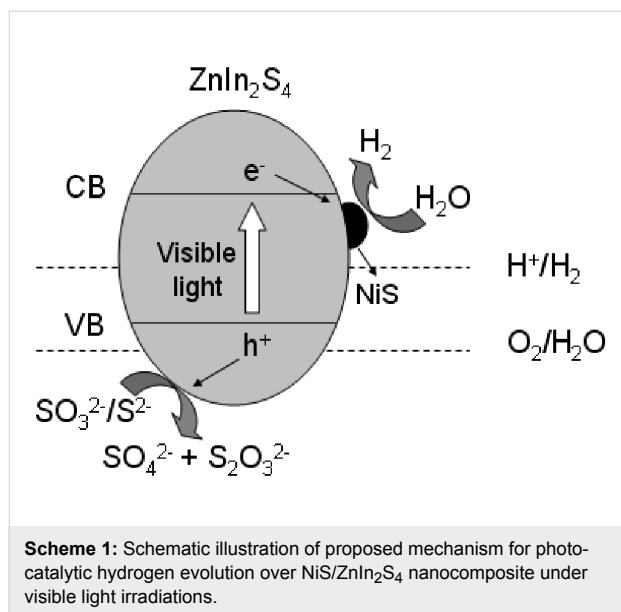 ZnIn₂S₄
H₂
e⁻
CB
H₂O
Visible
light
H⁺/H₂
NiS
VB
O₂/H₂O
h⁺
SO₃²⁻/S²⁻
SO₄²⁻ + S₂O₃²⁻
Scheme 1: Schematic illustration of proposed mechanism for photo-
catalytic hydrogen evolution over NiS/ZnIn₂S₄ nanocomposite under
visible light irradiations.